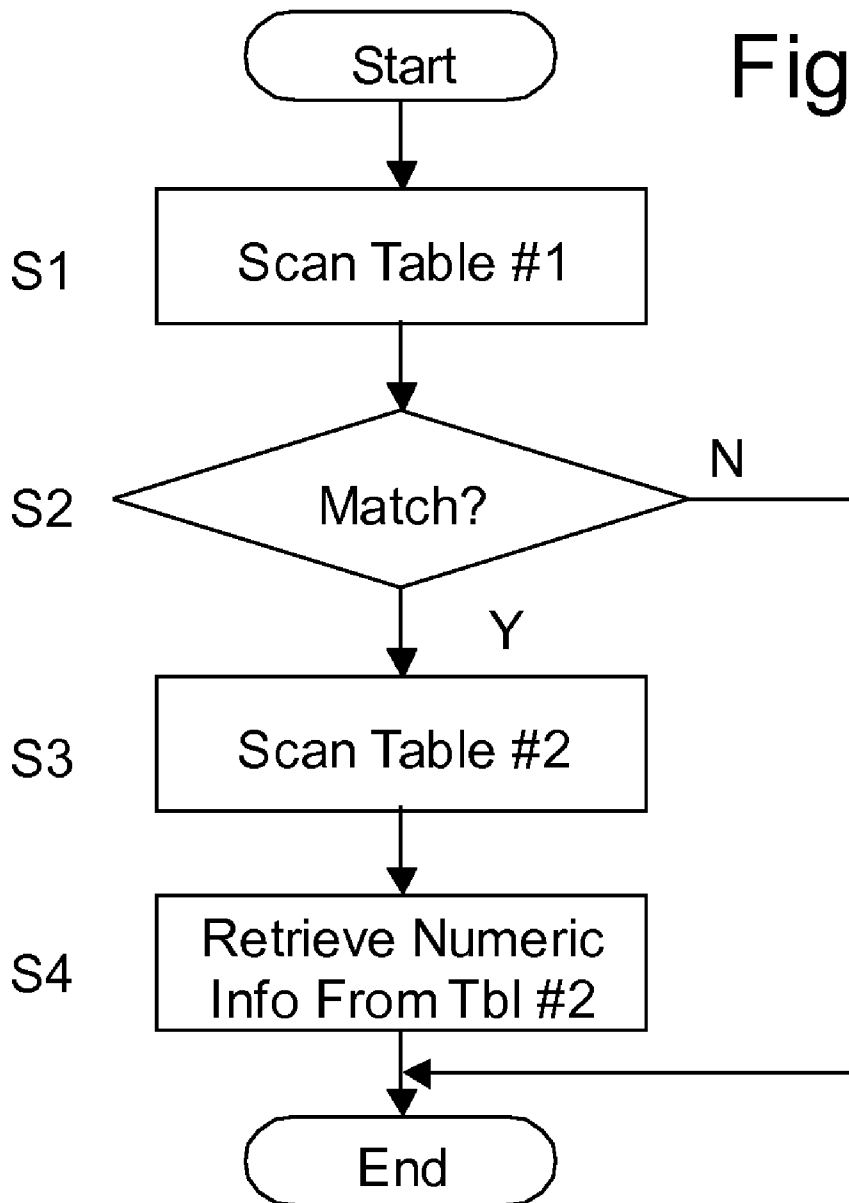 Start
Fig
S1
Scan Table #1
S2
Match?
N
Y
S3
Scan Table #2
S4
Retrieve Numeric
Info From Tbl #2
End